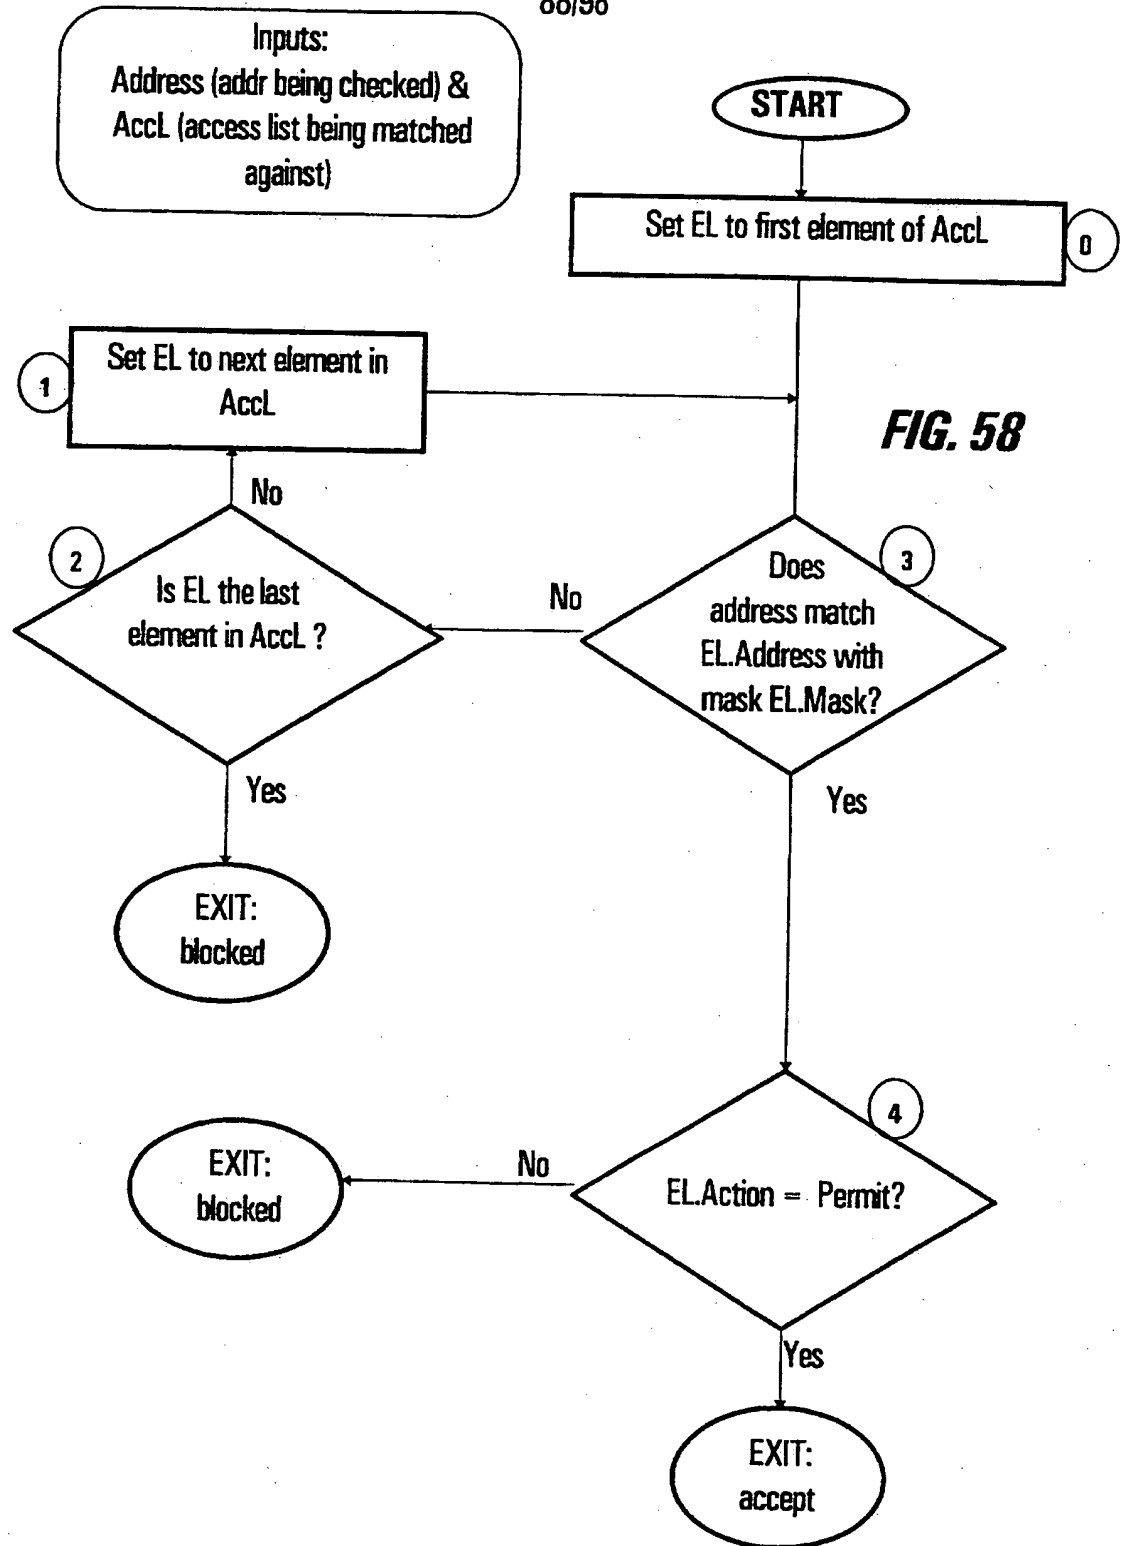 Inputs:
Address (addr being checked) &
AccL (access list being matched
against)
START
Set EL to first element of AccL
0
Set EL to next element in
AccL
1
FIG. 58
No
2
Is EL the last
element in AccL ?
No
3
Does
address match
EL.Address with
mask EL.Mask?
Yes
Yes
EXIT:
blocked
4
EXIT:
blocked
No
EL.Action = Permit?
Yes
EXIT:
accept